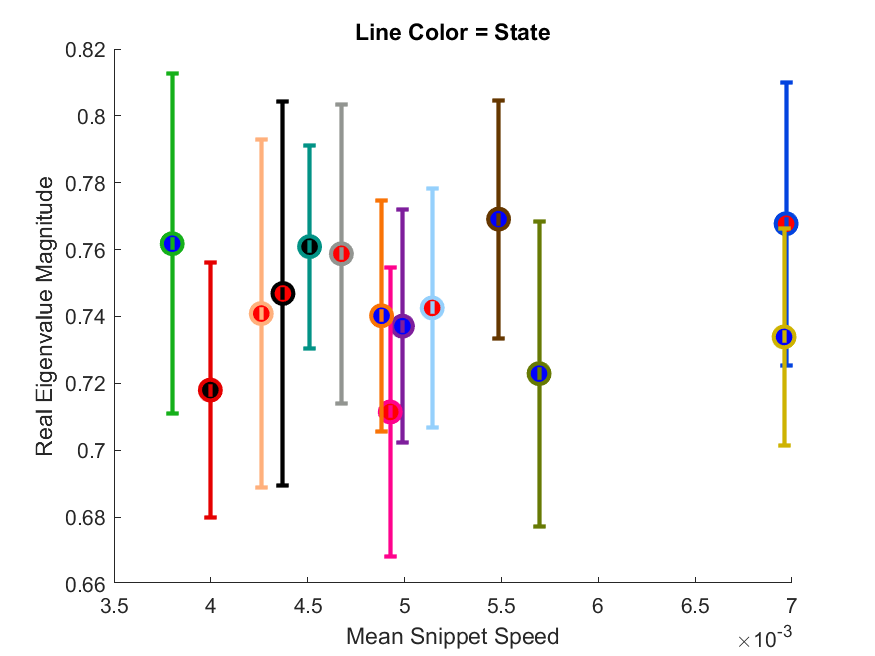 Line Color = State
Real Eigenvalue Magnitude
0.82
0.8
0.78
0.76
0.74
0.72
0.7
0.68
0.66
3.5 4 4.5 5 5.5 6 6.5 7
Mean Snippet Speed
×10⁻³